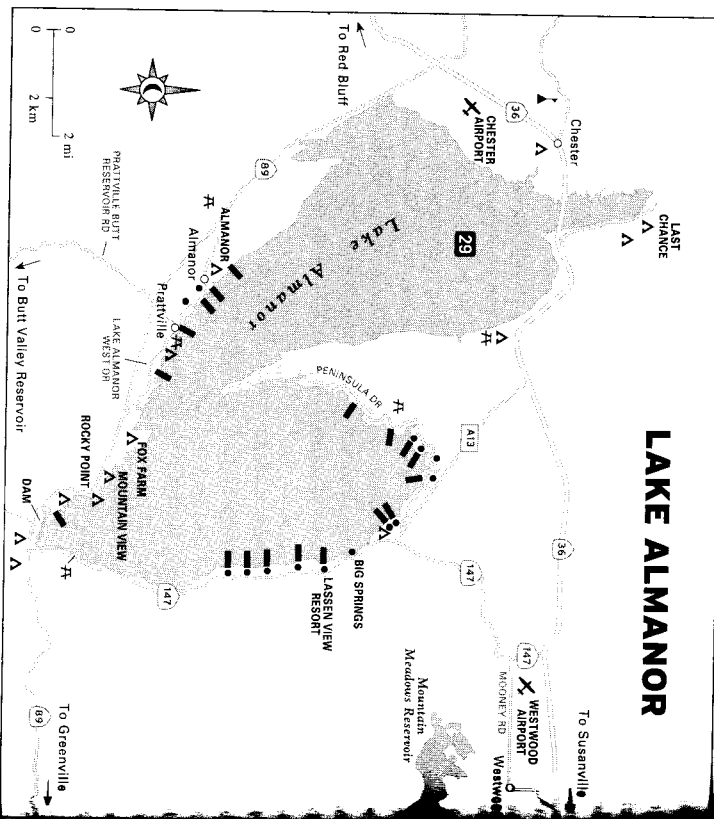 LAKE ALMANOR
To Susanville
LAST
CHANCE
Chester
36
147
WESTWOOD
AIRPORT
MOONEY RD
Westwoo
36
CHESTER
AIRPORT
29
A13
147
Mountain
Meadows Reservoir
To Red Bluff
Lake Almanor
PENINSULA DR
BIG SPRINGS
LASSEN VIEW
RESORT
89
ALMANOR
Almanor
Prattville
147
FOX FARM
MOUNTAIN VIEW
ROCKY POINT
LAKE ALMANOR
WEST DR
PRATTVILLE BUTT
RESERVOIR RD
0 2 mi
0 2 km
DAM
To Butt Valley Reservoir
To Greenville
89